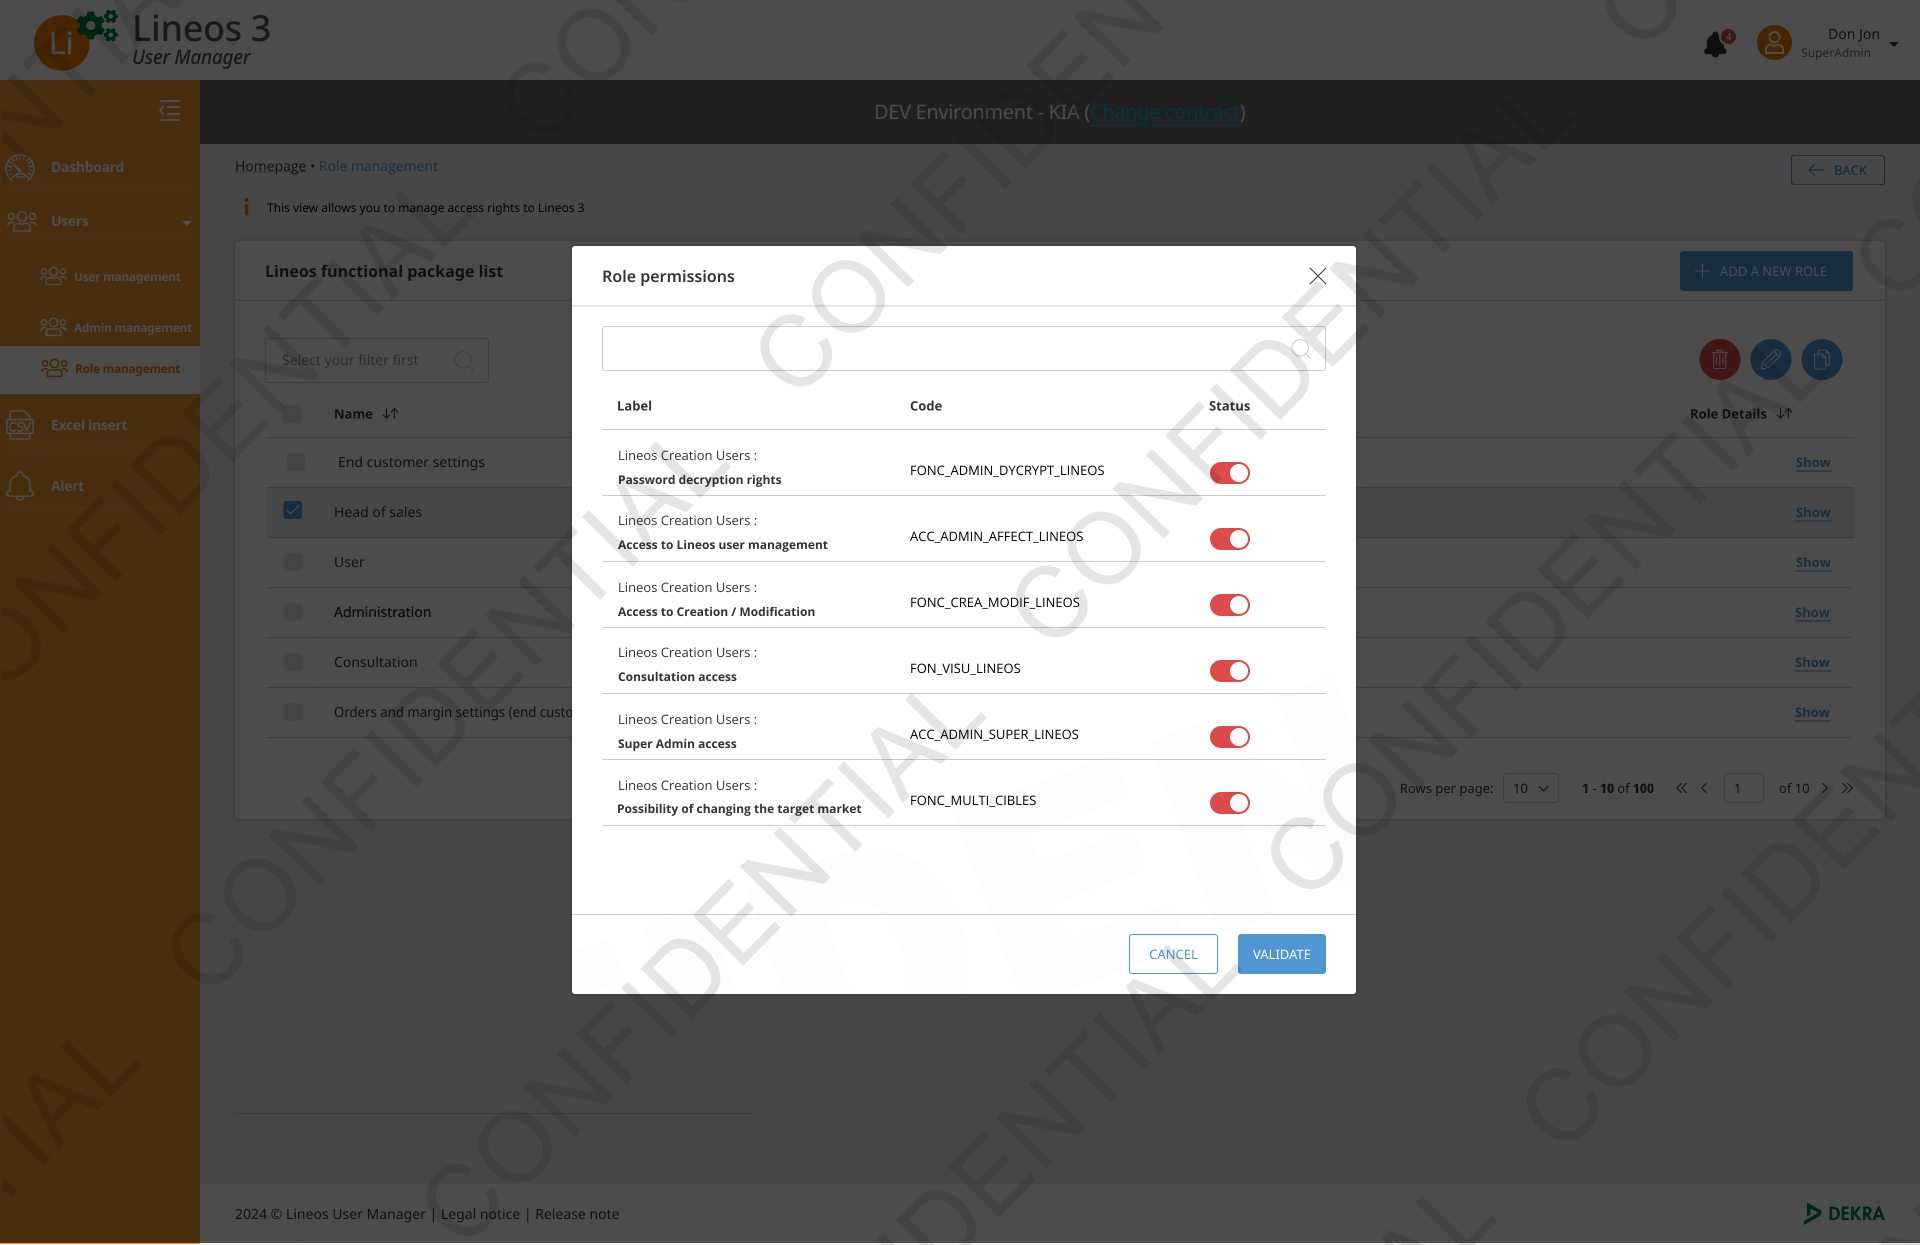 Li
Lineos 3
User Manager
4
Don Jon
SuperAdmin
DEV Environment - KIA (Change contract)
Dashboard
Users
User management
Admin management
Role management
Excel insert
CSV
Alert
Homepage • Role management
BACK
This view allows you to manage access rights to Lineos 3
Lineos functional package list
ADD A NEW ROLE
Select your filter first
Name
Role Details
End customer settings
Show
Head of sales
Show
User
Show
Administration
Show
Consultation
Show
Orders and margin settings (end custo
Show
Rows per page: 10
1 - 10 of 100
1 of 10
Role permissions
Label Code Status
Lineos Creation Users :
Password decryption rights
FONC_ADMIN_DYCRYPT_LINEOS
Lineos Creation Users :
Access to Lineos user management
ACC_ADMIN_AFFECT_LINEOS
Lineos Creation Users :
Access to Creation / Modification
FONC_CREA_MODIF_LINEOS
Lineos Creation Users :
Consultation access
FON_VISU_LINEOS
Lineos Creation Users :
Super Admin access
ACC_ADMIN_SUPER_LINEOS
Lineos Creation Users :
Possibility of changing the target market
FONC_MULTI_CIBLES
CANCEL
VALIDATE
2024 © Lineos User Manager | Legal notice | Release note
DEKRA
CONFIDENTIAL